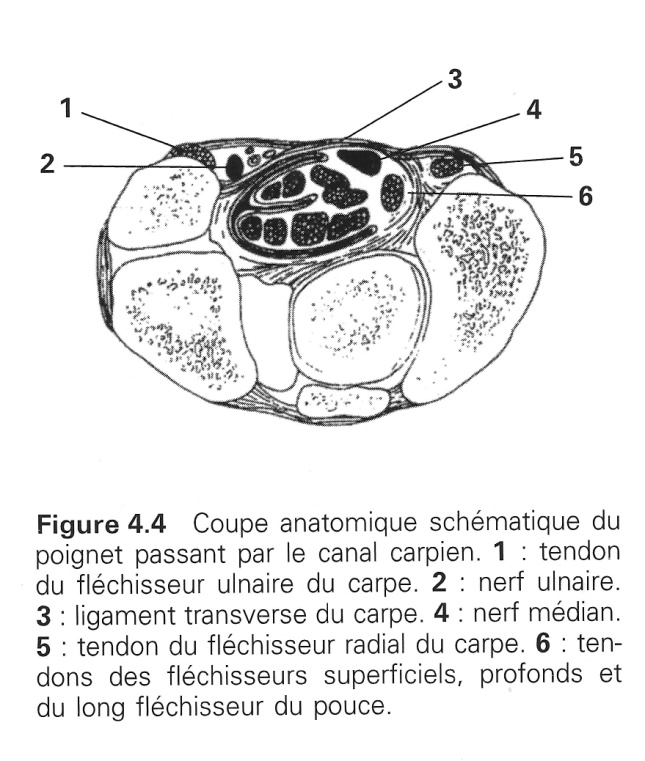 3
1
4
2
5
6
Figure 4.4 Coupe anatomique schématique du
poignet passant par le canal carpien. 1 : tendon
du fléchisseur ulnaire du carpe. 2 : nerf ulnaire.
3 : ligament transverse du carpe. 4 : nerf médian.
5 : tendon du fléchisseur radial du carpe. 6 : ten-
dons des fléchisseurs superficiels, profonds et
du long fléchisseur du pouce.